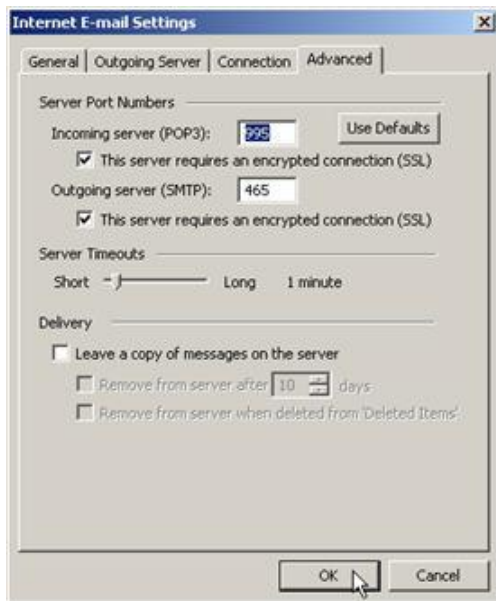 Internet E-mail Settings
General Outgoing Server Connection Advanced
Server Port Numbers
Incoming server (POP3): 995 Use Defaults
This server requires an encrypted connection (SSL)
Outgoing server (SMTP): 465
This server requires an encrypted connection (SSL)
Server Timeouts
Short Long 1 minute
Delivery
Leave a copy of messages on the server
Remove from server after 10 days
Remove from server when deleted from 'Deleted Items'
OK Cancel